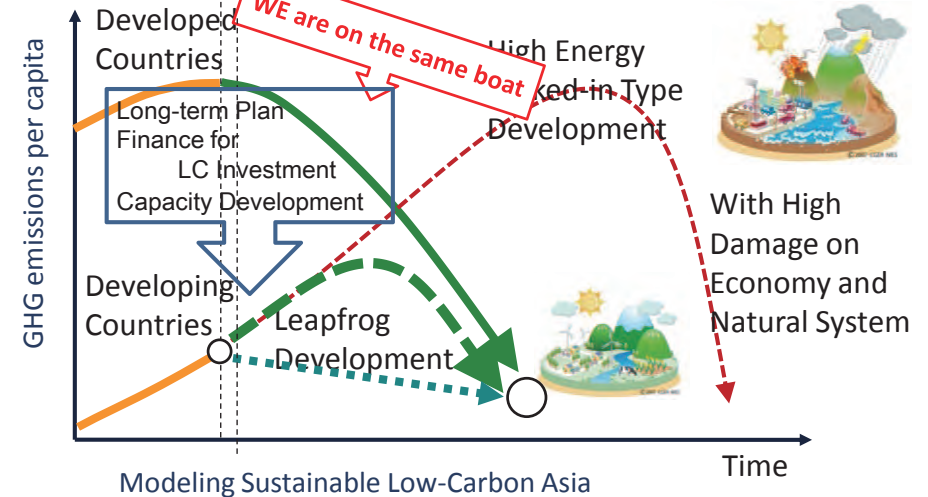 Developed
Countries
WE are on the same boat
High Energy
Locked-in Type
Development
Long-term Plan
Finance for
LC Investment
Capacity Development
GHG emissions per capita
With High
Damage on
Economy and
Natural System
Developing
Countries
Leapfrog
Development
Time
Modeling Sustainable Low-Carbon Asia